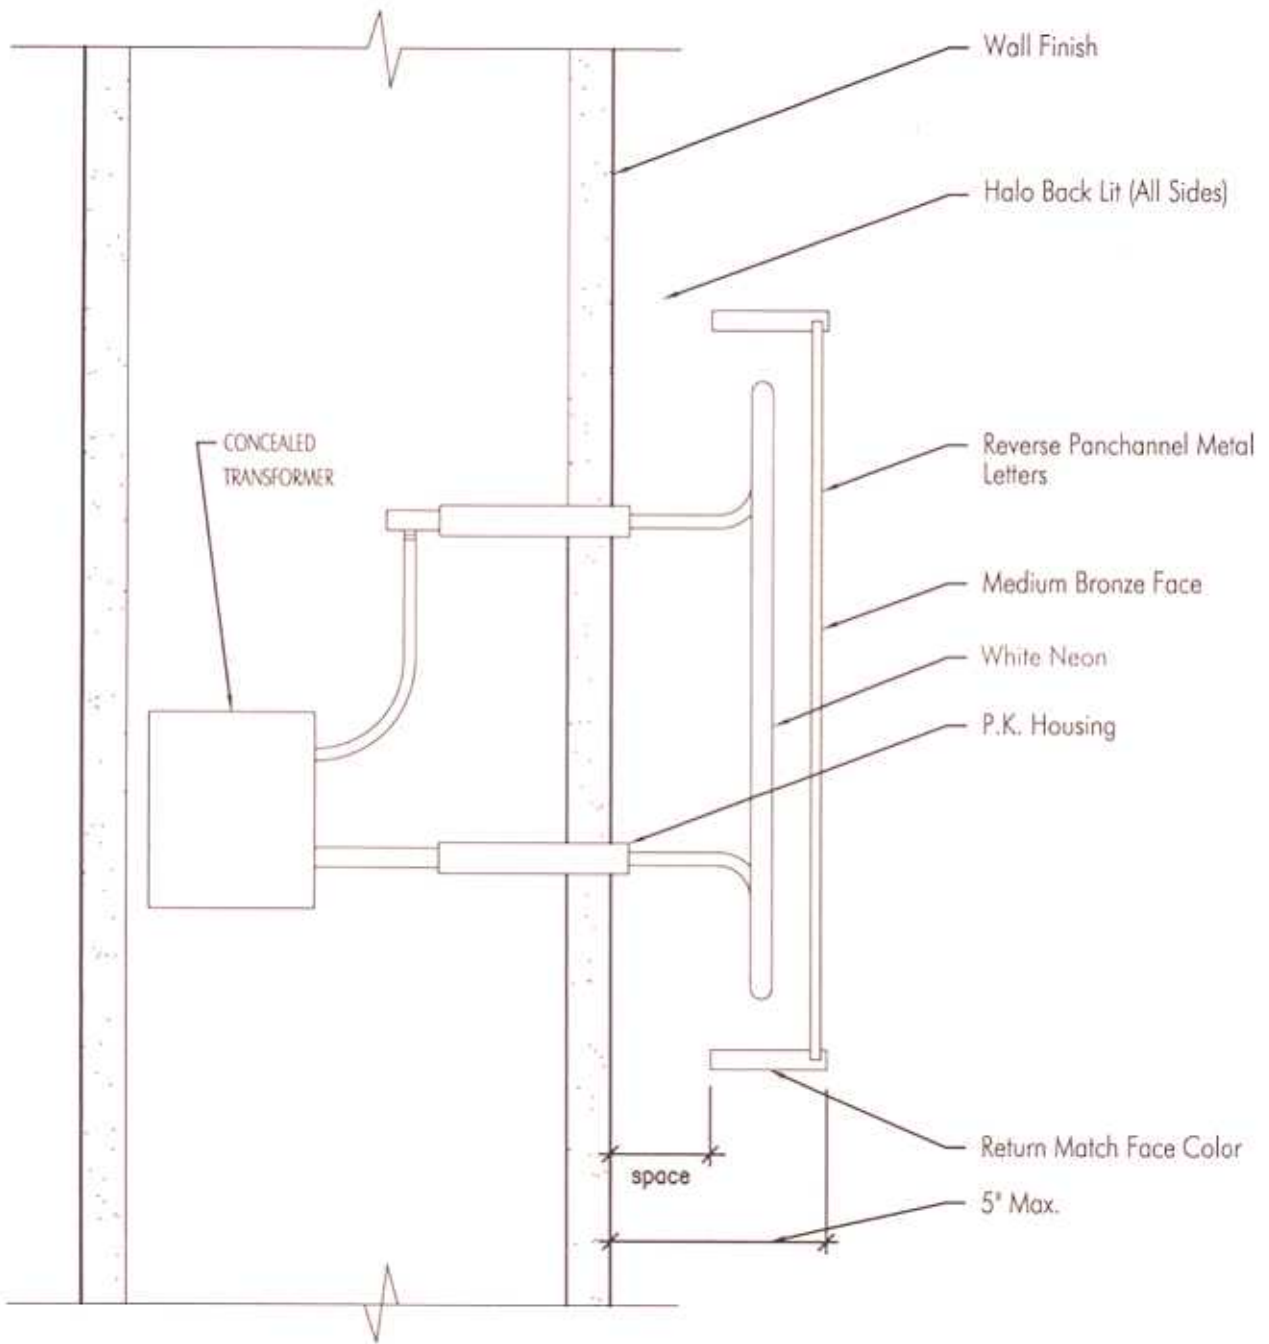 Wall Finish
Halo Back Lit (All Sides)
CONCEALED
TRANSFORMER
Reverse Panchannel Metal
Letters
Medium Bronze Face
White Neon
P.K. Housing
Return Match Face Color
space
5" Max.